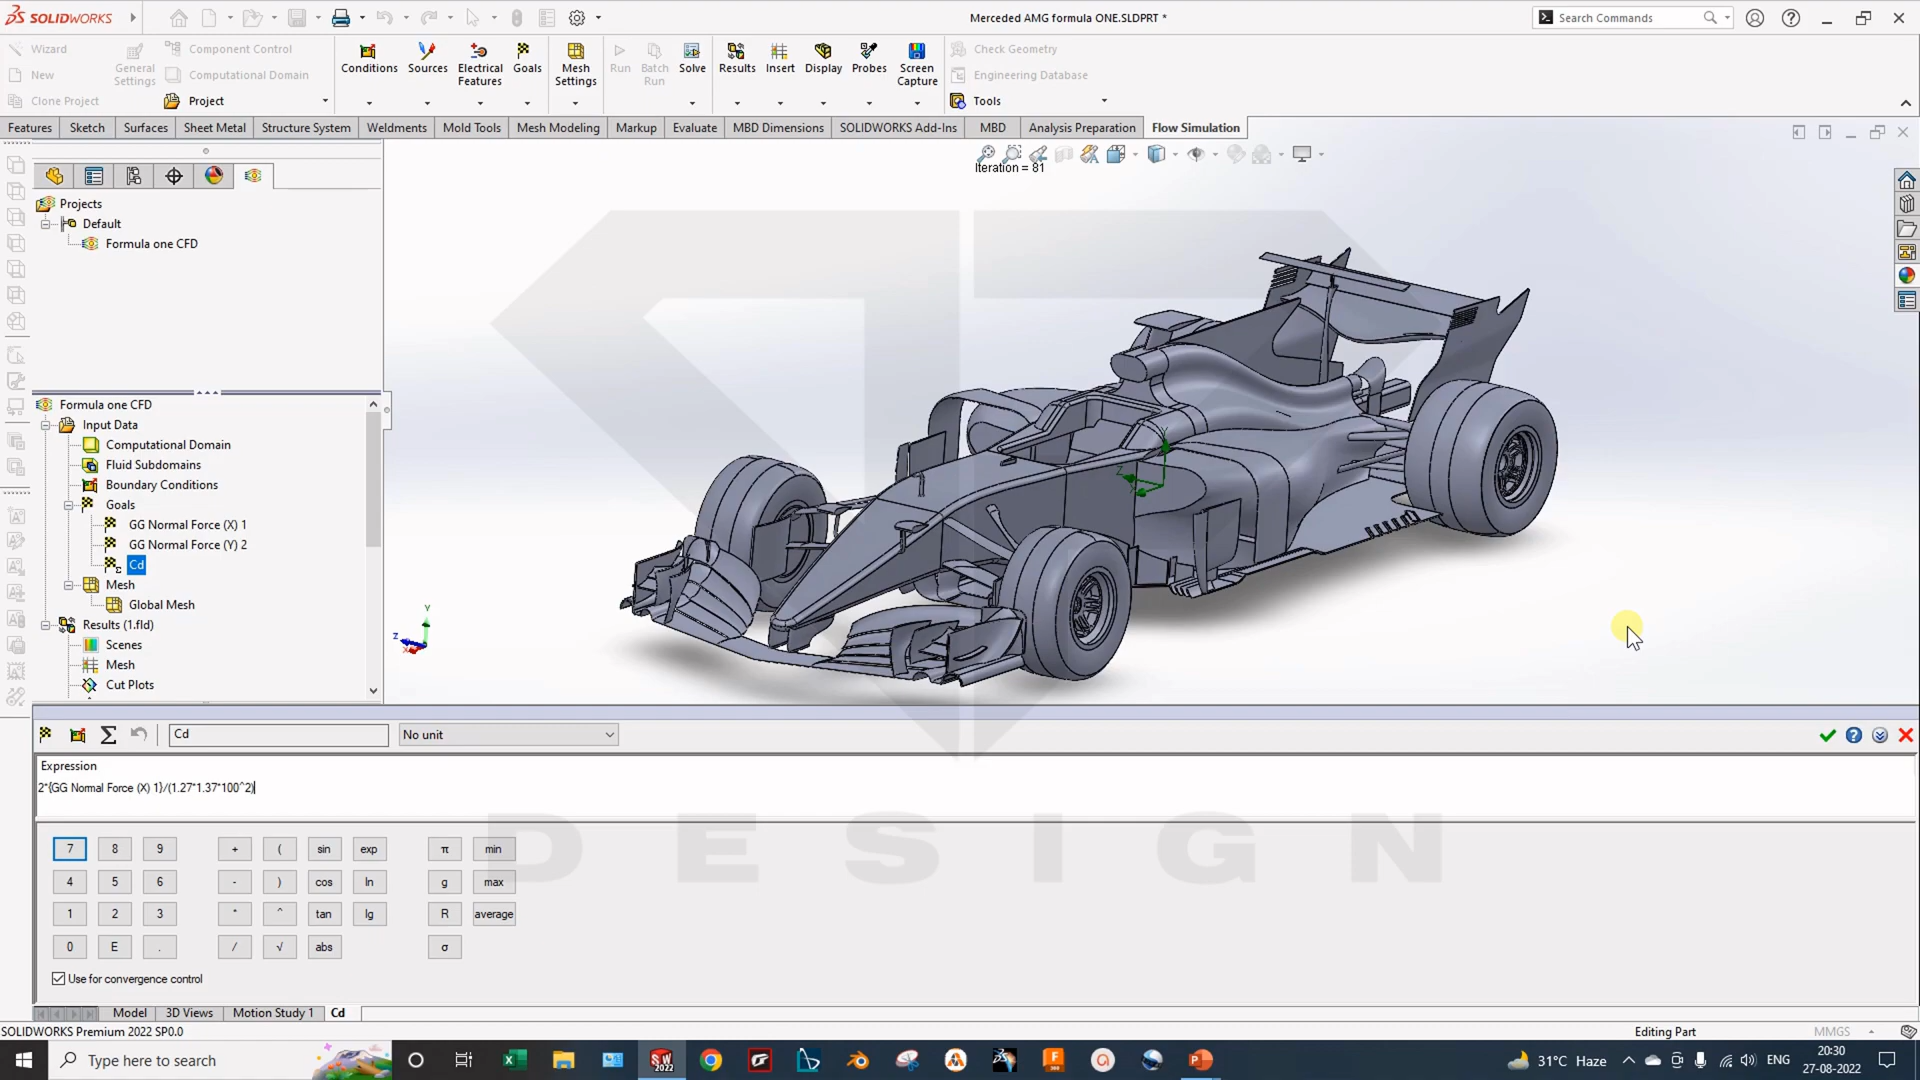 SOLIDWORKS
Merceded AMG formula ONE.SLDPRT *
Search Commands
Wizard
New
Clone Project
General Settings
Component Control
Computational Domain
Project
Conditions
Sources
Electrical Features
Goals
Mesh Settings
Run
Batch Run
Solve
Results
Insert
Display
Probes
Screen Capture
Check Geometry
Engineering Database
Tools
Features
Sketch
Surfaces
Sheet Metal
Structure System
Weldments
Mold Tools
Mesh Modeling
Markup
Evaluate
MBD Dimensions
SOLIDWORKS Add-Ins
MBD
Analysis Preparation
Flow Simulation
Iteration = 81
Projects
Default
Formula one CFD
Formula one CFD
Input Data
Computational Domain
Fluid Subdomains
Boundary Conditions
Goals
GG Normal Force (X) 1
GG Normal Force (Y) 2
Cd
Mesh
Global Mesh
Results (1.fld)
Scenes
Mesh
Cut Plots
Y
Z
Y
Z
X
Cd
No unit
Expression
2*{GG Normal Force (X) 1}/(1.27*1.37*100^2)
DESIGN
7 8 9 + ( sin exp π min
4 5 6 - ) cos ln g max
1 2 3 * ^ tan lg R average
0 E . / √ abs σ
Use for convergence control
Model
3D Views
Motion Study 1
Cd
SOLIDWORKS Premium 2022 SP0.0
Editing Part
MMGS
Type here to search
31°C Haze
ENG
20:30
27-08-2022